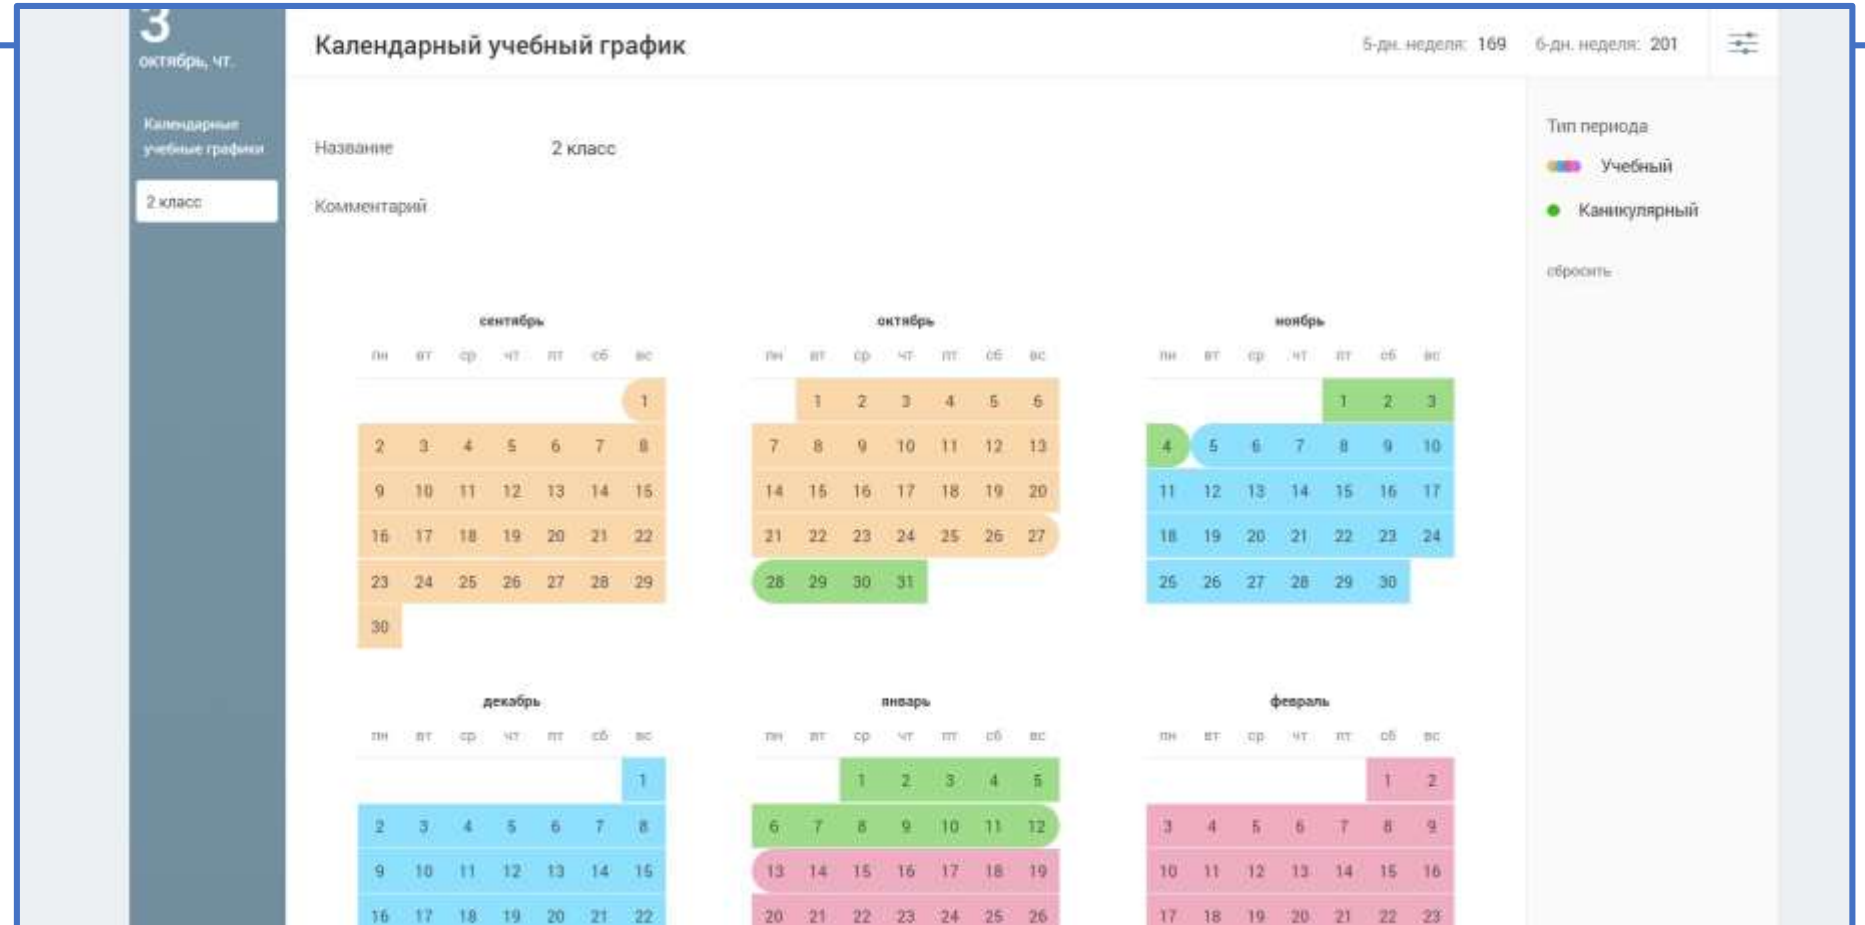 3
октябрь, чт.
Календарные
учебные графики
2 класс
Календарный учебный график
5-дн. неделя: 169 6-дн. неделя: 201
Название 2 класс
Комментарий
Тип периода
Учебный
Каникулярный
сбросить
сентябрь
пн вт ср чт пт сб вс
1
2 3 4 5 6 7 8
9 10 11 12 13 14 15
16 17 18 19 20 21 22
23 24 25 26 27 28 29
30
октябрь
пн вт ср чт пт сб вс
1 2 3 4 5 6
7 8 9 10 11 12 13
14 15 16 17 18 19 20
21 22 23 24 25 26 27
28 29 30 31
ноябрь
пн вт ср чт пт сб вс
1 2 3
4 5 6 7 8 9 10
11 12 13 14 15 16 17
18 19 20 21 22 23 24
25 26 27 28 29 30
декабрь
пн вт ср чт пт сб вс
1
2 3 4 5 6 7 8
9 10 11 12 13 14 15
16 17 18 19 20 21 22
январь
пн вт ср чт пт сб вс
1 2 3 4 5
6 7 8 9 10 11 12
13 14 15 16 17 18 19
20 21 22 23 24 25 26
февраль
пн вт ср чт пт сб вс
1 2
3 4 5 6 7 8 9
10 11 12 13 14 15 16
17 18 19 20 21 22 23